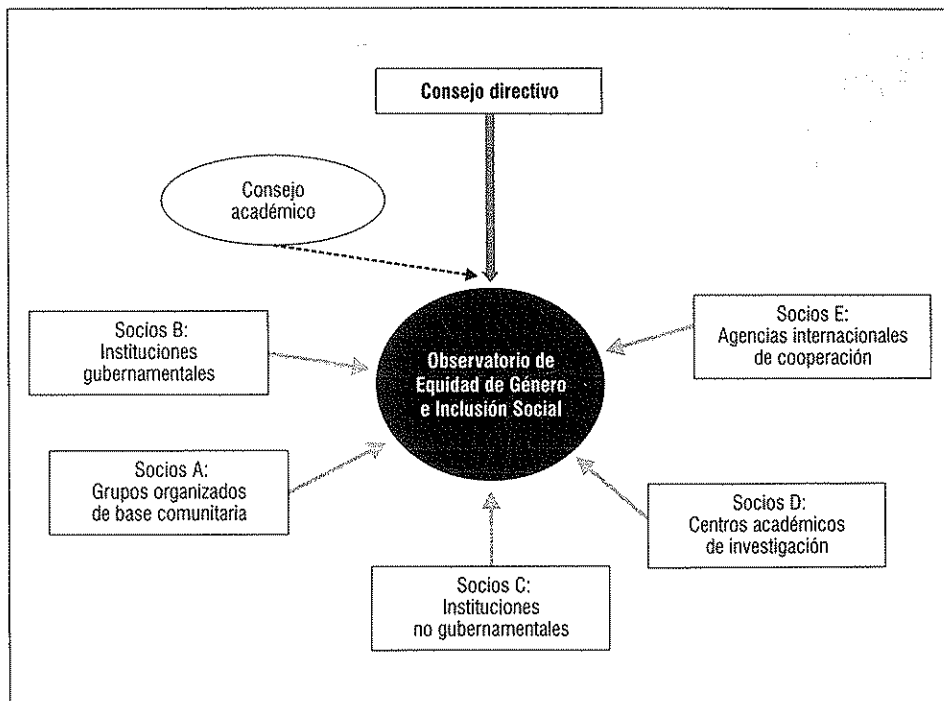 Consejo directivo
Consejo
académico
Socios B:
Instituciones
gubernamentales
Observatorio de
Equidad de Género
e Inclusión Social
Socios E:
Agencias internacionales
de cooperación
Socios A:
Grupos organizados
de base comunitaria
Socios D:
Centros académicos
de investigación
Socios C:
Instituciones
no gubernamentales